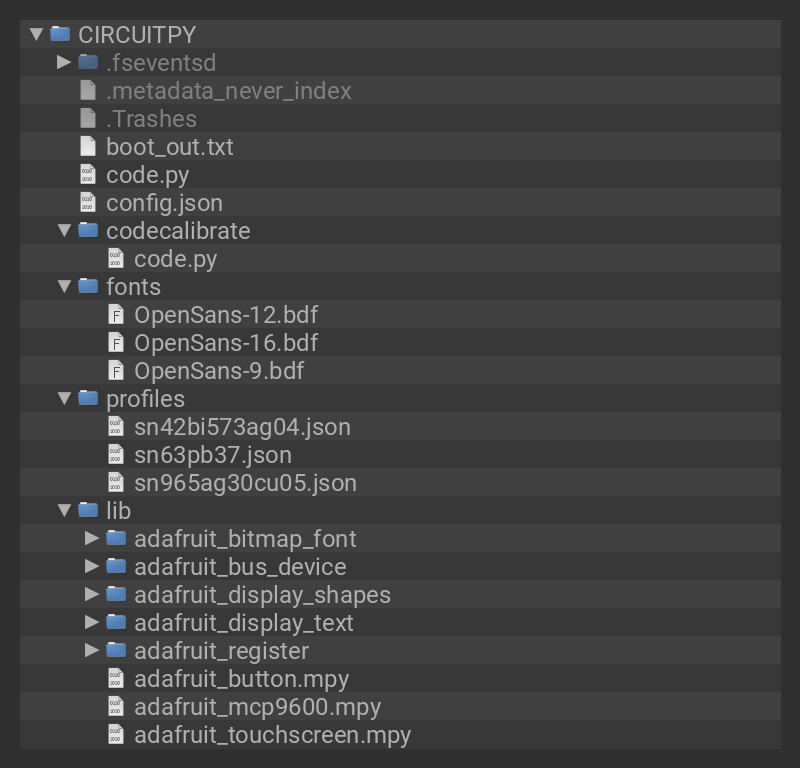 CIRCUITPY
.fseventsd
.metadata_never_index
.Trashes
boot_out.txt
code.py
config.json
codecalibrate
code.py
fonts
OpenSans-12.bdf
OpenSans-16.bdf
OpenSans-9.bdf
profiles
sn42bi573ag04.json
sn63pb37.json
sn965ag30cu05.json
lib
adafruit_bitmap_font
adafruit_bus_device
adafruit_display_shapes
adafruit_display_text
adafruit_register
adafruit_button.mpy
adafruit_mcp9600.mpy
adafruit_touchscreen.mpy